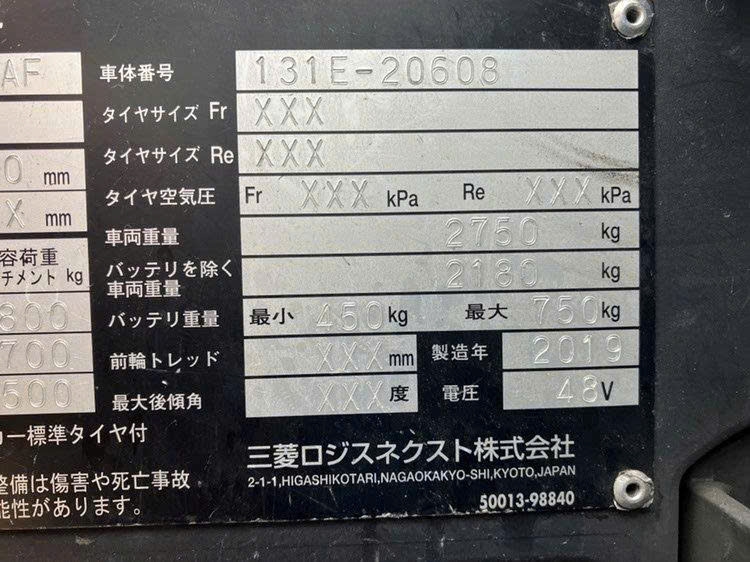 AF 車体番号 131E-20608
タイヤサイズ Fr XXX
タイヤサイズ Re XXX
0 mm タイヤ空気圧 Fr XXX kPa Re XXX kPa
X mm 車両重量 2750 kg
容荷重
チメント kg バッテリを除く
車両重量 2180 kg
800 バッテリ重量 最小 450 kg 最大 750 kg
700 前輪トレッド XXX mm 製造年 2019
500 最大後傾角 XXX 度 電圧 48 V
カー標準タイヤ付
三菱ロジスネクスト株式会社
整備は傷害や死亡事故 2-1-1,HIGASHIKOTARI,NAGAOKAKYO-SHI,KYOTO,JAPAN
能性があります。 50013-98840